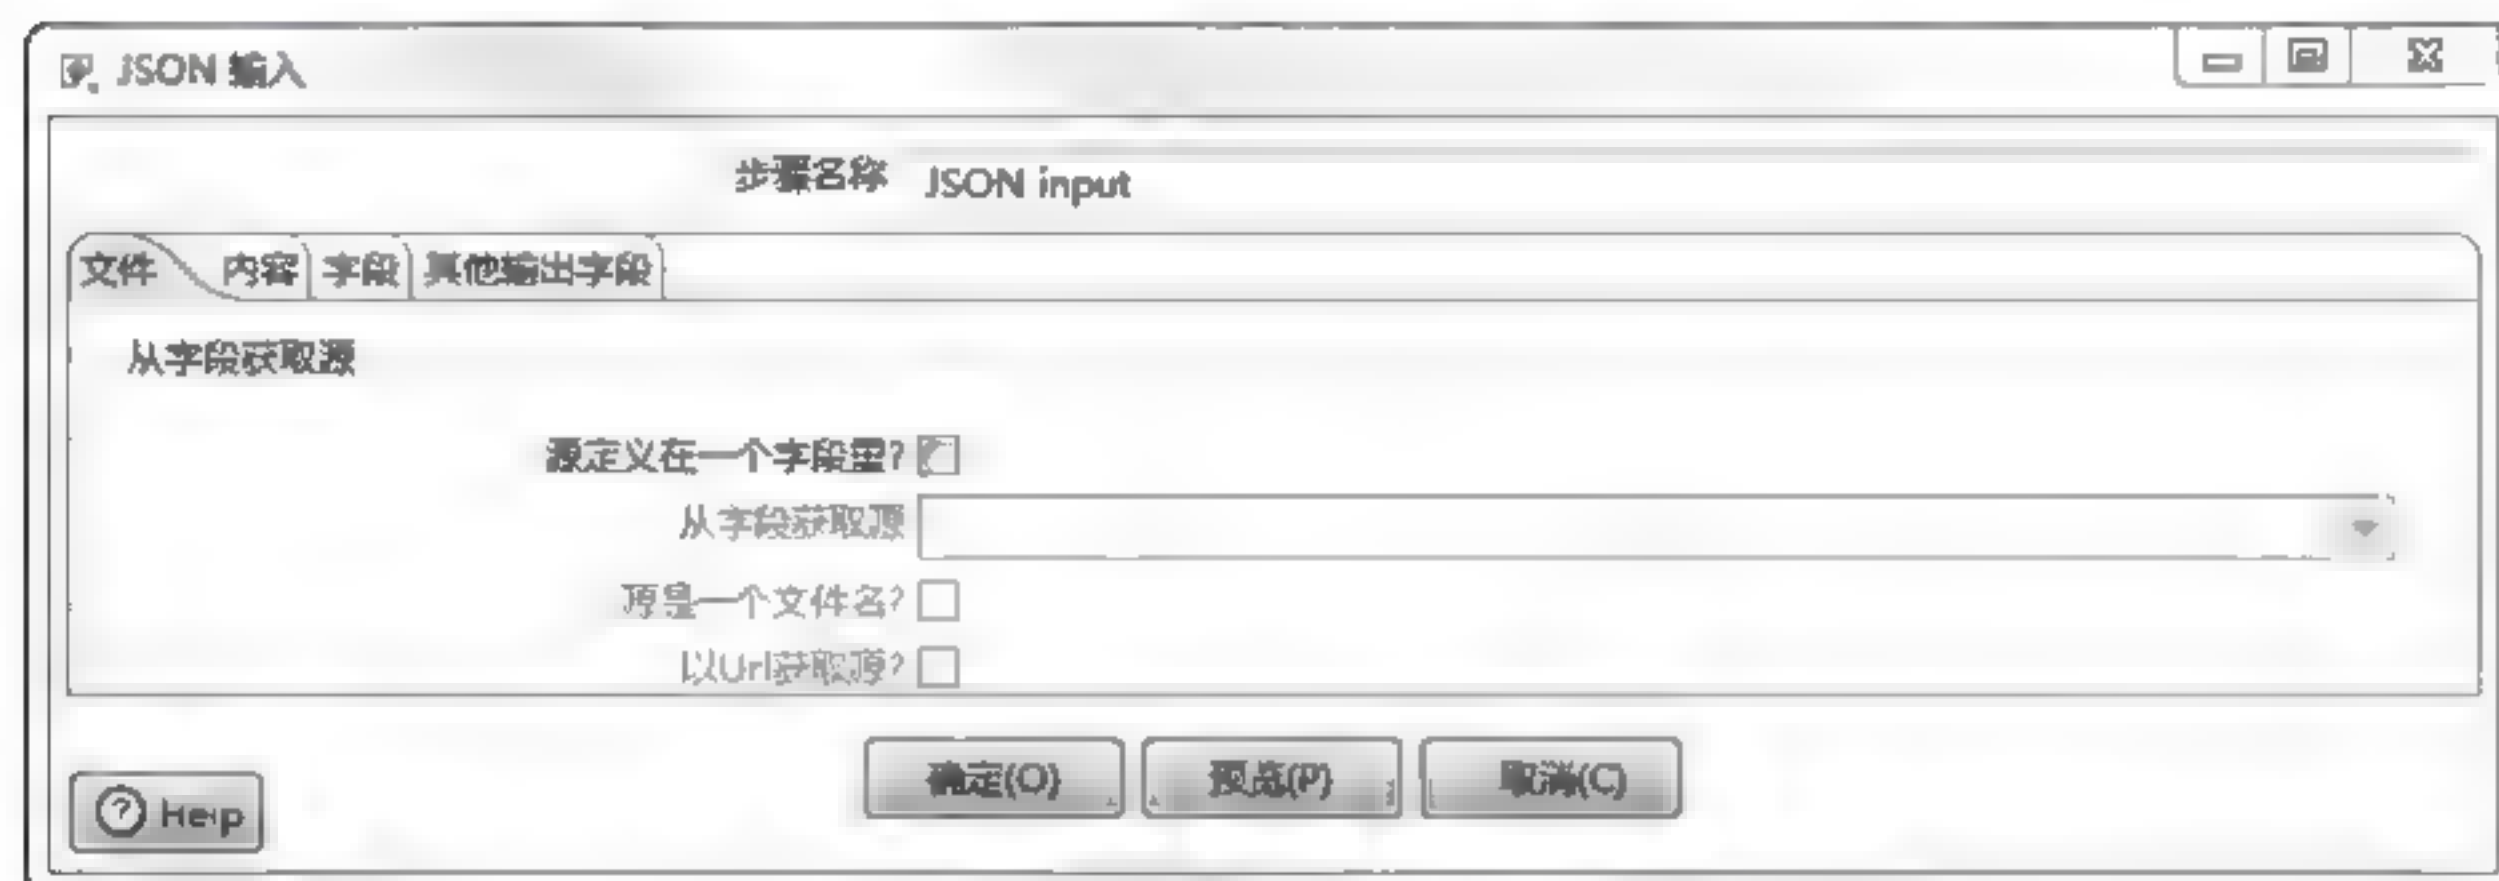 JSON 输入
步骤名称 JSON input
文件 内容 字段 其他输出字段
从字段获取源
源定义在一个字段里?
从字段获取源
源是一个文件名?
以Url获取源?
确定(O) 预览(P) 取消(C)
Help